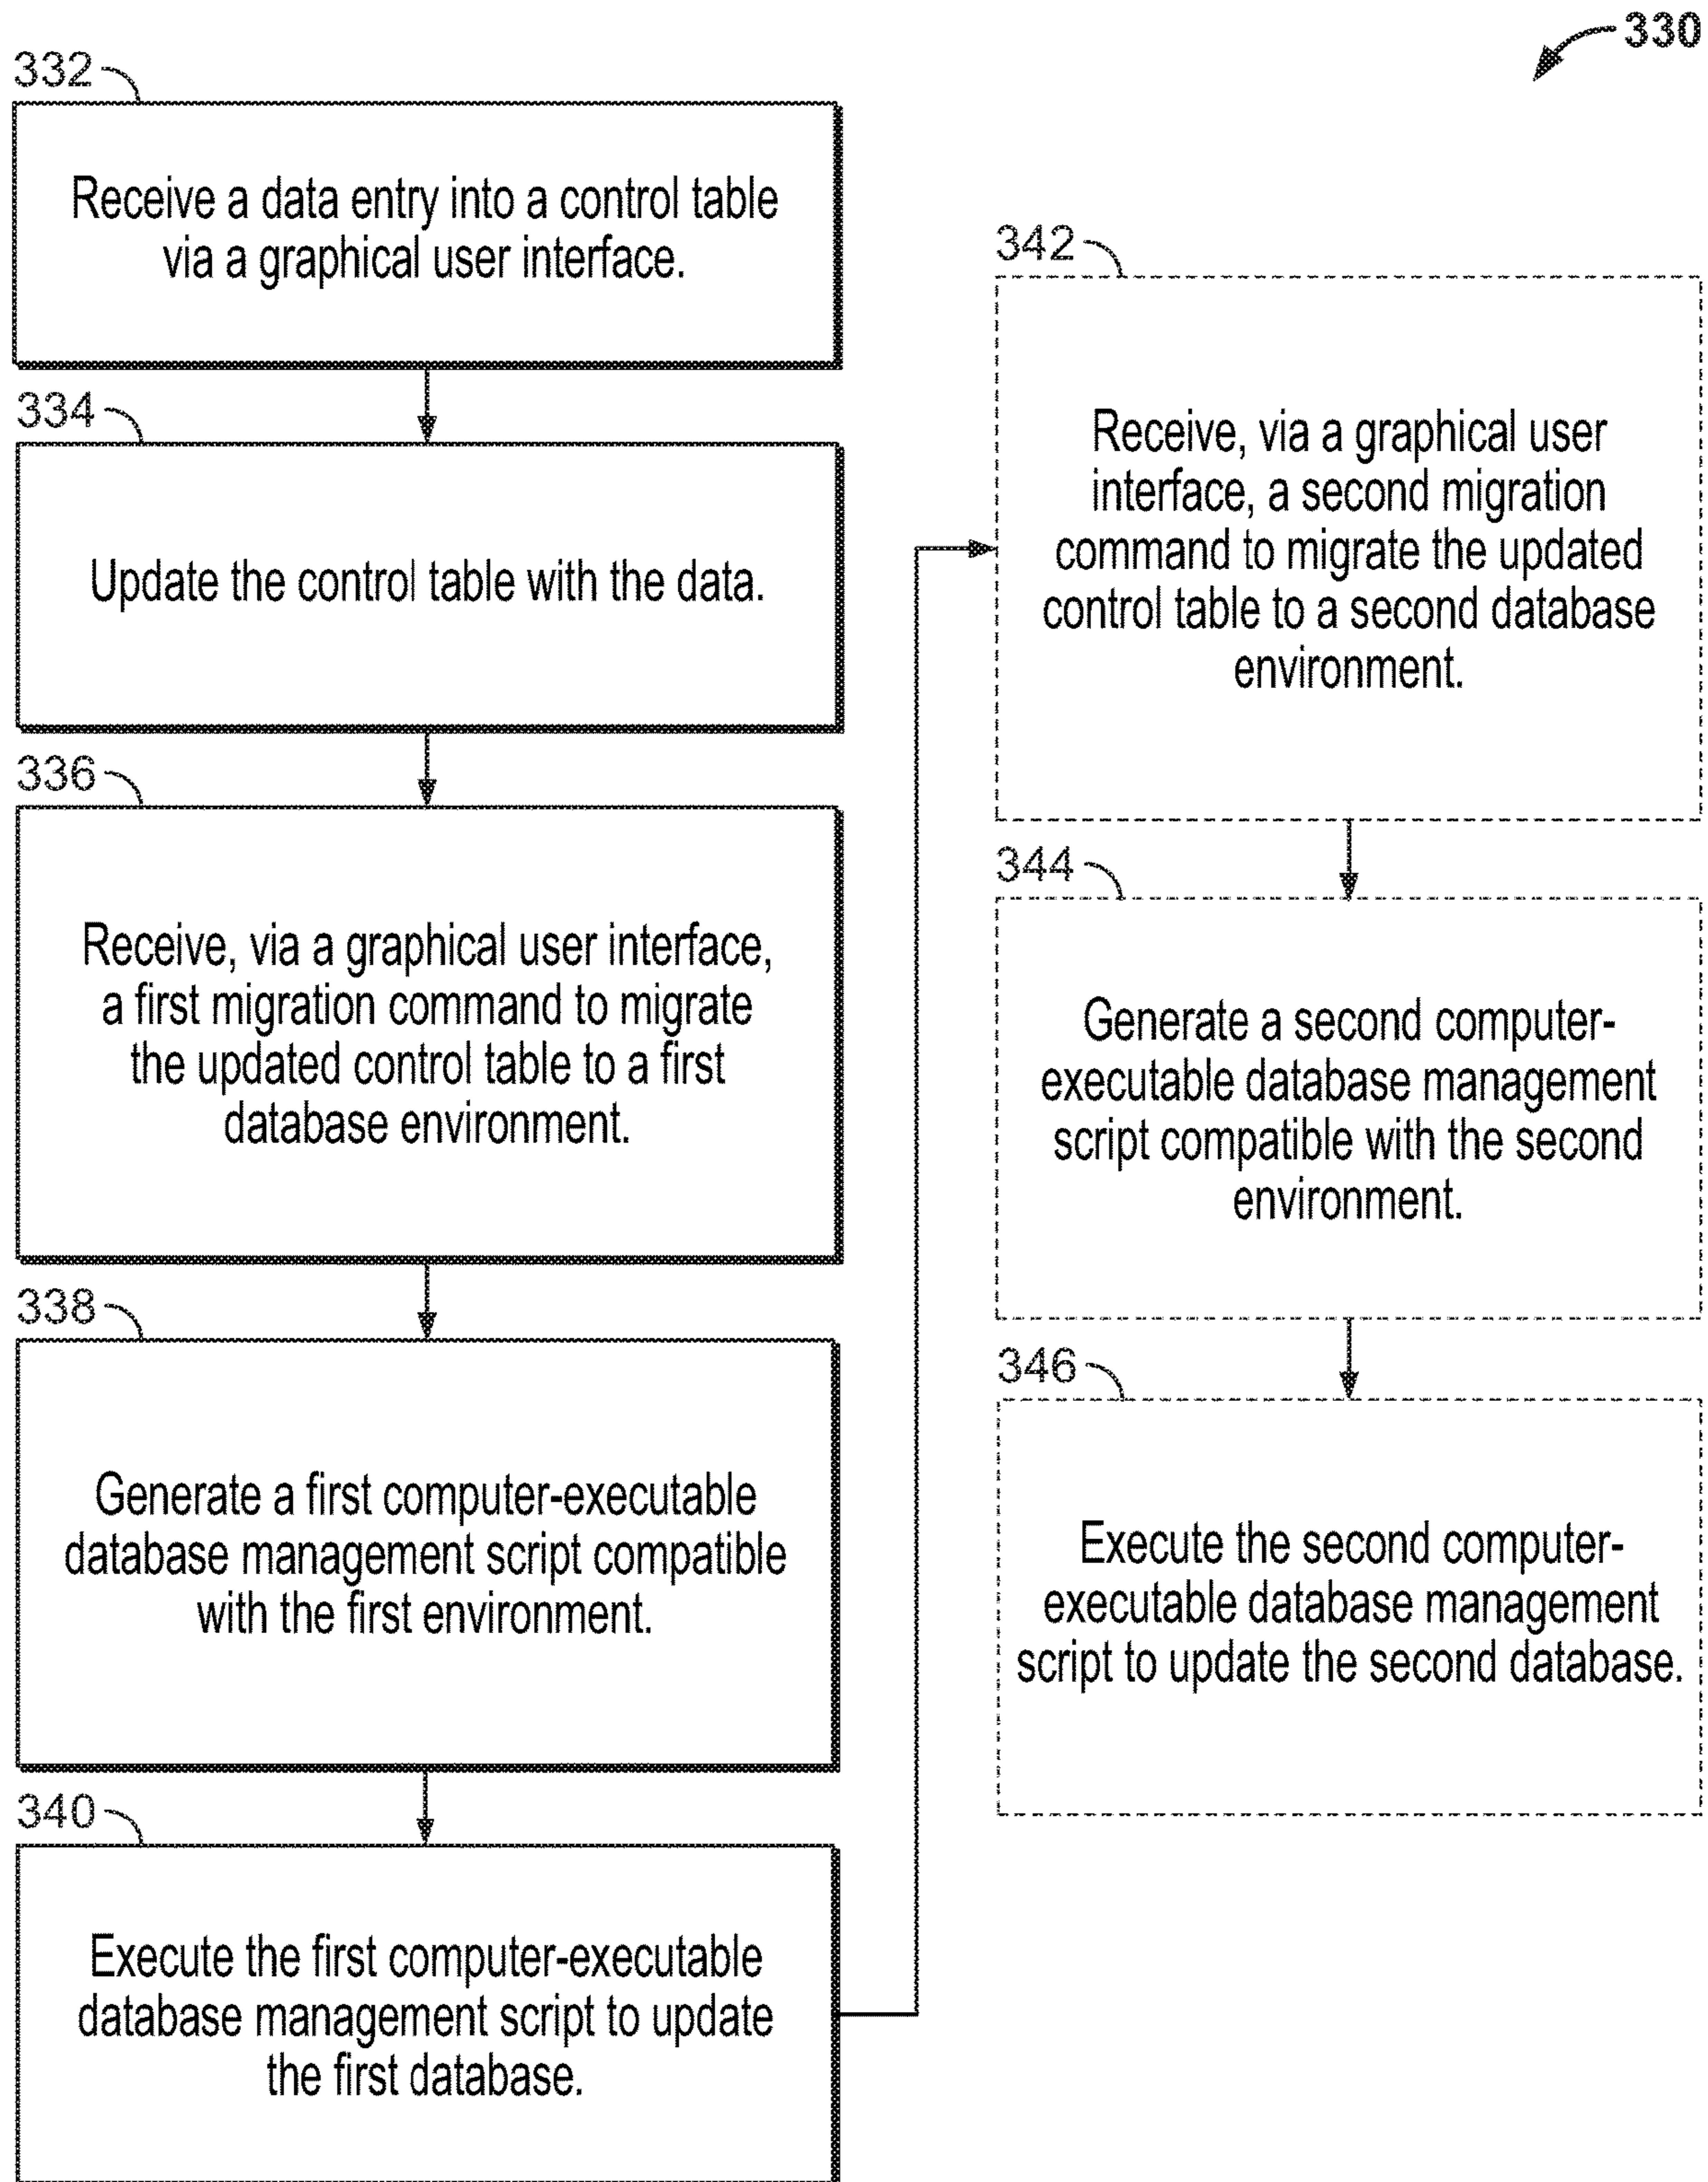 330
332
Receive a data entry into a control table
via a graphical user interface.
334
Update the control table with the data.
336
Receive, via a graphical user interface,
a first migration command to migrate
the updated control table to a first
database environment.
338
Generate a first computer-executable
database management script compatible
with the first environment.
340
Execute the first computer-executable
database management script to update
the first database.
342
Receive, via a graphical user
interface, a second migration
command to migrate the updated
control table to a second database
environment.
344
Generate a second computer-
executable database management
script compatible with the second
environment.
346
Execute the second computer-
executable database management
script to update the second database.